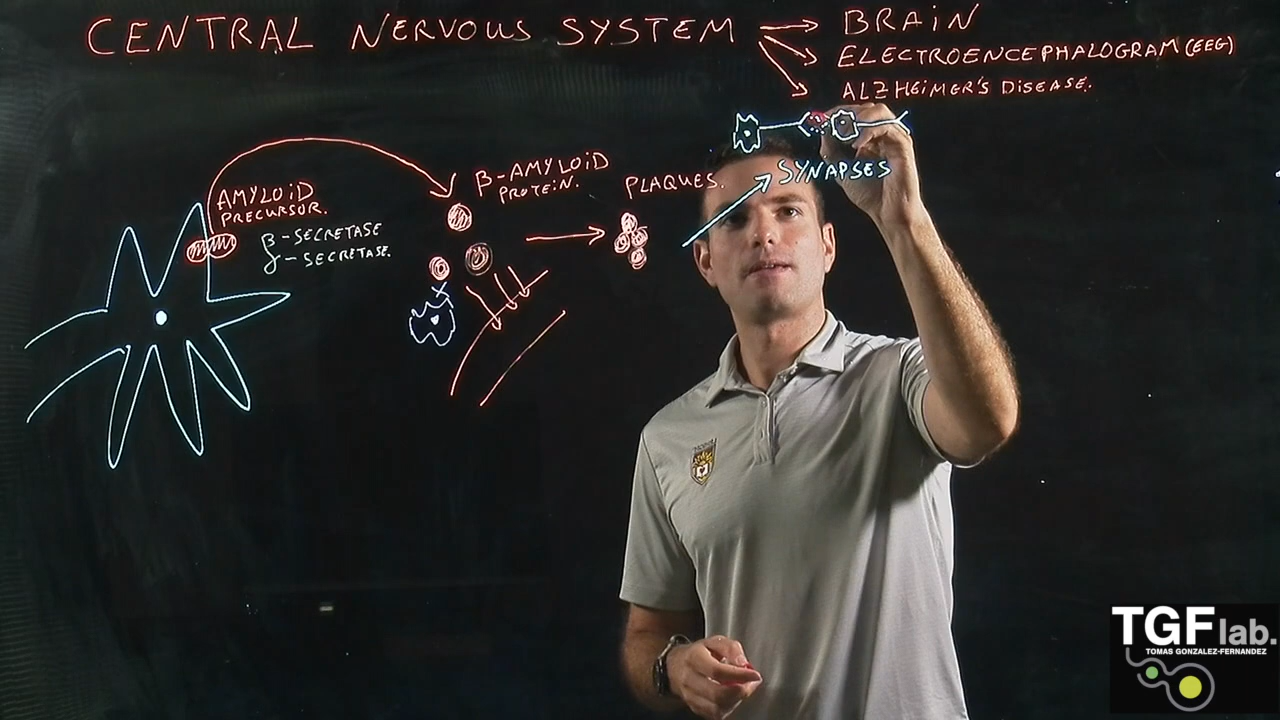 CENTRAL NERVOUS SYSTEM
BRAIN
ELECTROENCEPHALOGRAM (EEG)
ALZHEIMER'S DISEASE.
SYNAPSES
PLAQUES.
β-AMYLOID
PROTEIN.
AMYLOID
PRECURSOR.
β-SECRETASE
γ-SECRETASE.
TGF lab.
TOMAS GONZALEZ-FERNANDEZ